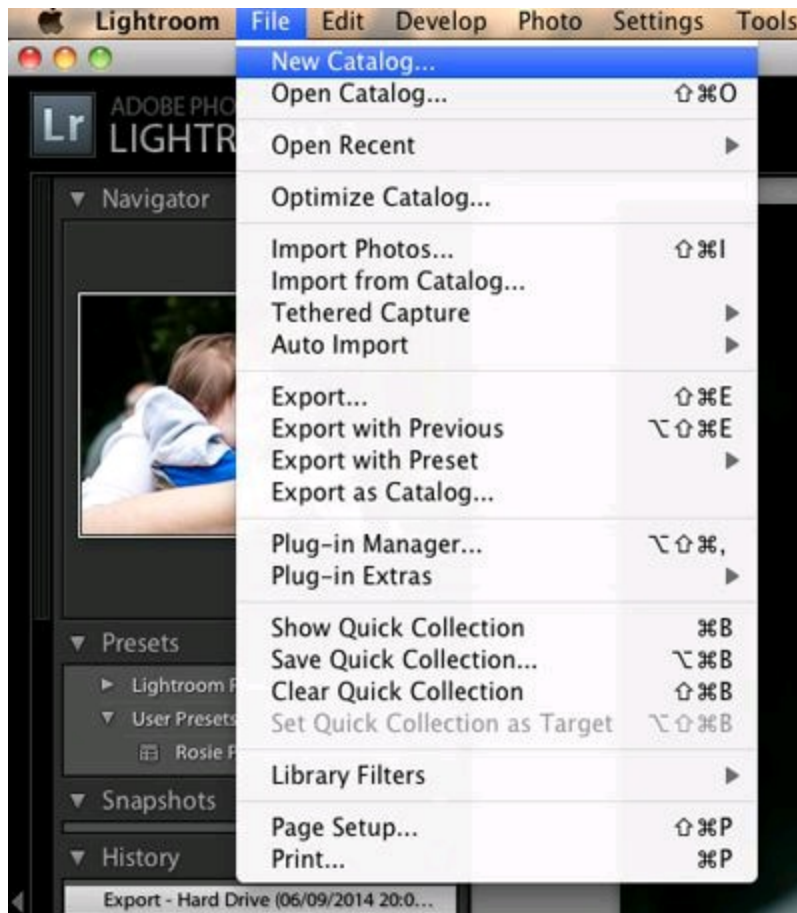 Lightroom File Edit Develop Photo Settings Tools
Lr ADOBE PHO
LIGHTR
Navigator
New Catalog...
Open Catalog... ⇧⌘O
Open Recent ▶
Optimize Catalog...
Import Photos... ⇧⌘I
Import from Catalog...
Tethered Capture ▶
Auto Import ▶
Export... ⇧⌘E
Export with Previous ⌥⇧⌘E
Export with Preset ▶
Export as Catalog...
Plug-in Manager... ⌥⇧⌘,
Plug-in Extras ▶
Show Quick Collection ⌘B
Save Quick Collection... ⌥⌘B
Clear Quick Collection ⇧⌘B
Set Quick Collection as Target ⌥⇧⌘B
Library Filters ▶
Page Setup... ⇧⌘P
Print... ⌘P
Presets
Lightroom P
User Presets
Rosie P
Snapshots
History
Export - Hard Drive (06/09/2014 20:0...